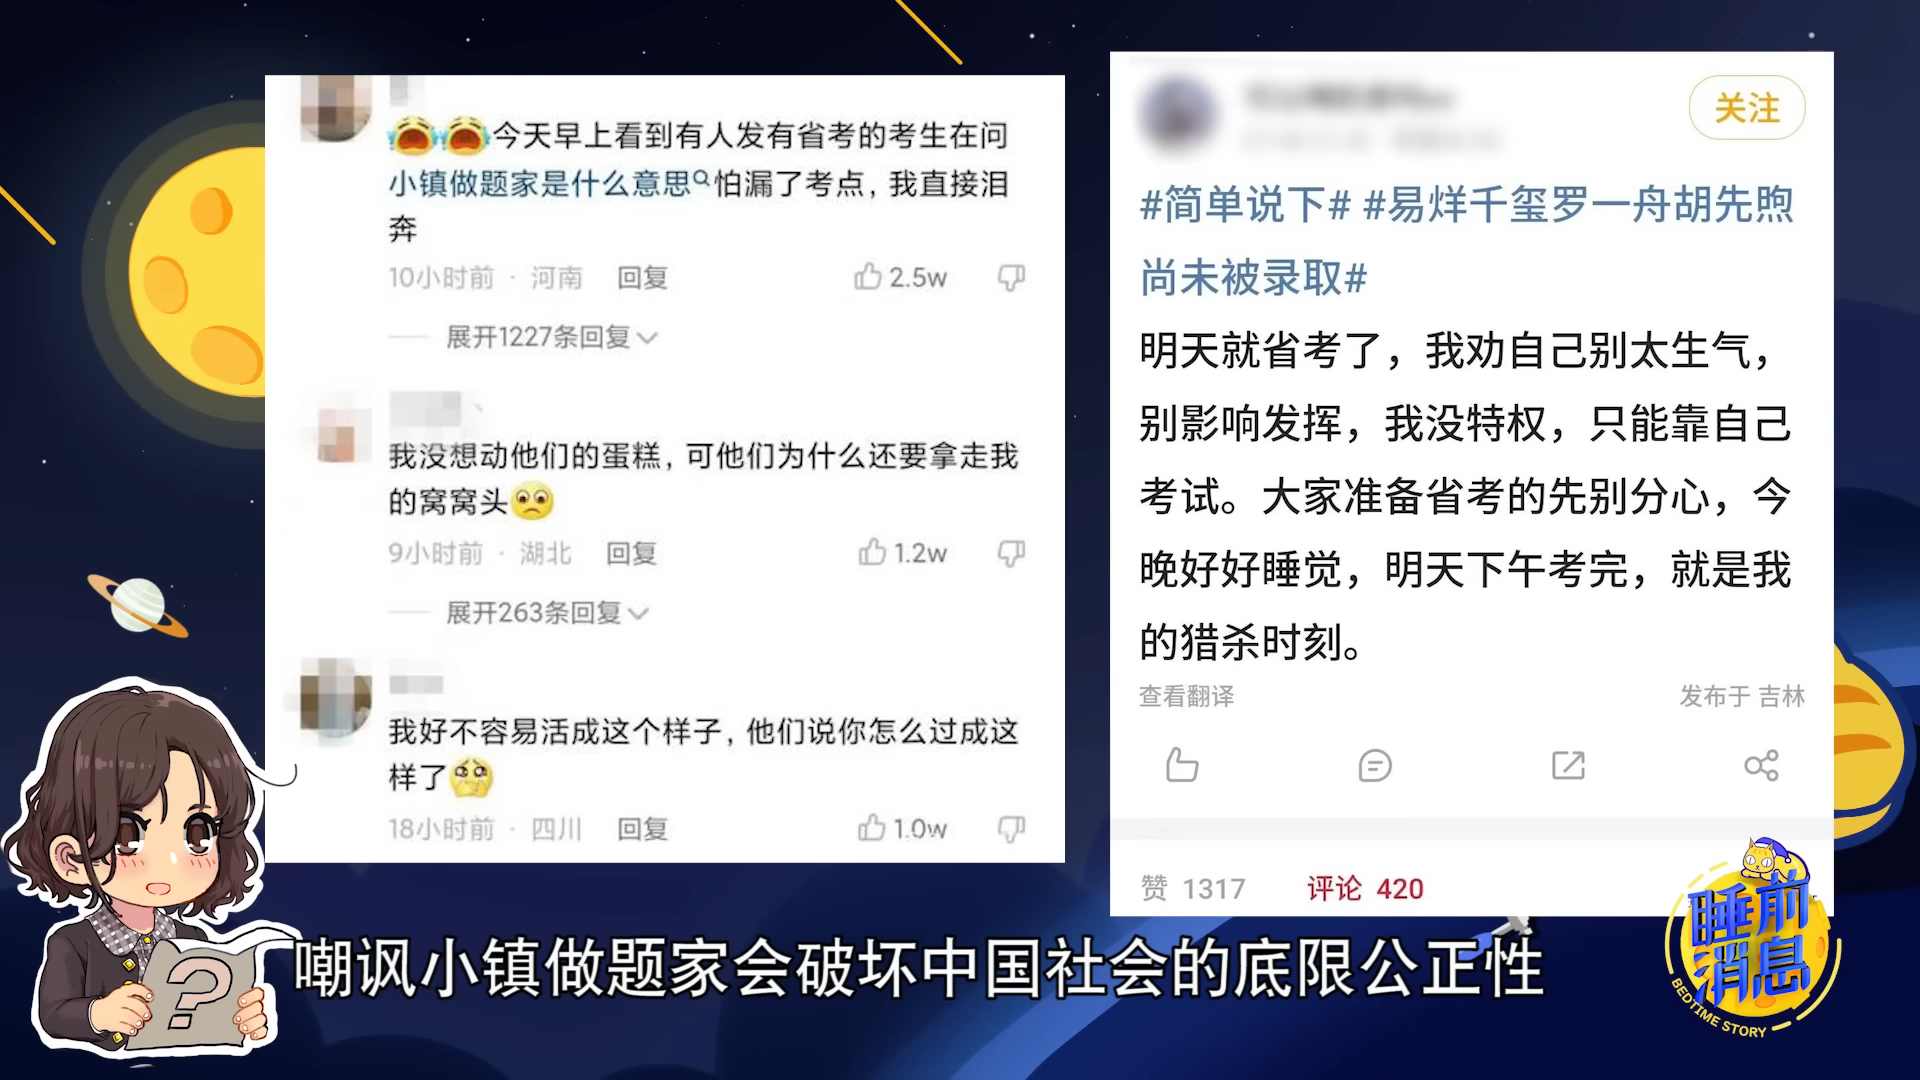 今天早上看到有人发有省考的考生在问
小镇做题家是什么意思怕漏了考点，我直接泪
奔
10小时前 · 河南 回复 2.5w
展开1227条回复
我没想动他们的蛋糕，可他们为什么还要拿走我
的窝窝头
9小时前 · 湖北 回复 1.2w
展开263条回复
我好不容易活成这个样子，他们说你怎么过成这
样了
18小时前 · 四川 回复 1.0w
关注
#简单说下# #易烊千玺罗一舟胡先煦
尚未被录取#
明天就省考了，我劝自己别太生气，
别影响发挥，我没特权，只能靠自己
考试。大家准备省考的先别分心，今
晚好好睡觉，明天下午考完，就是我
的猎杀时刻。
查看翻译 发布于 吉林
赞 1317 评论 420
?
嘲讽小镇做题家会破坏中国社会的底限公正性
睡前
消息
BEDTIME STORY